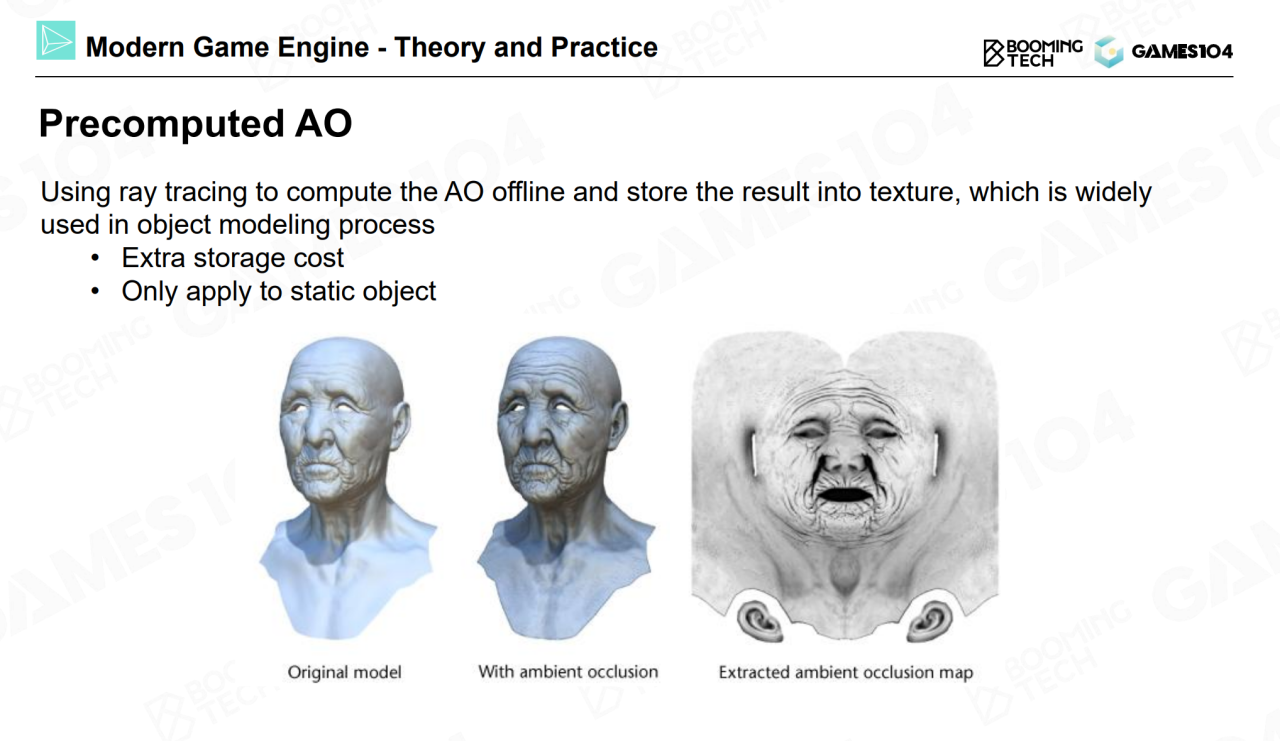 Modern Game Engine - Theory and Practice
BOOMING
TECH
GAMES104
Precomputed AO
Using ray tracing to compute the AO offline and store the result into texture, which is widely
used in object modeling process
• Extra storage cost
• Only apply to static object
Original model
With ambient occlusion
Extracted ambient occlusion map